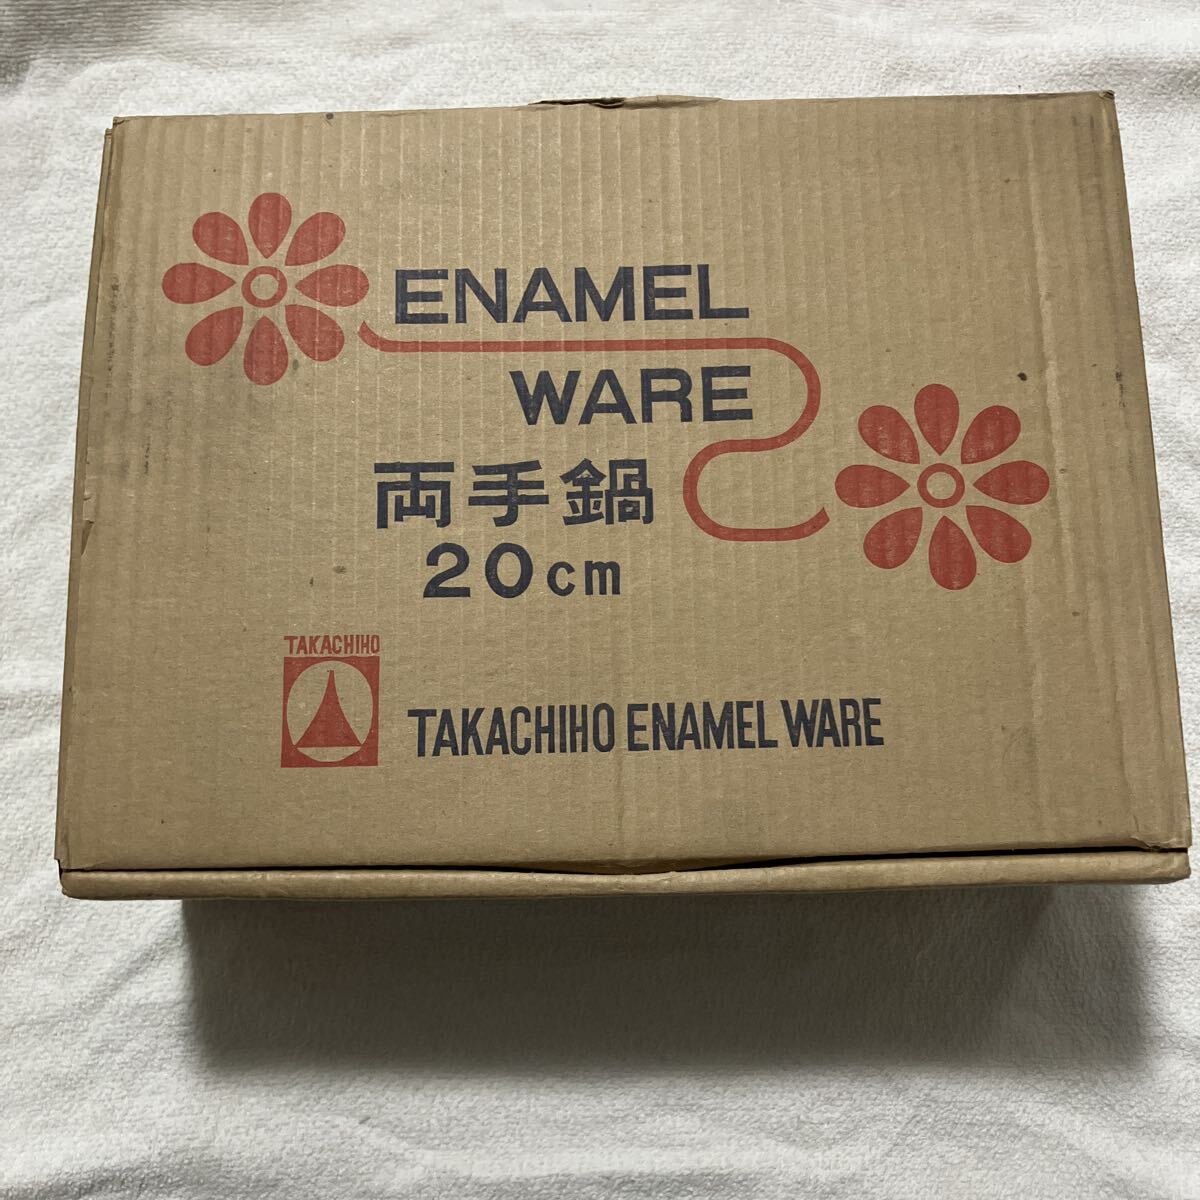 ENAMEL
WARE
両手鍋
20cm
TAKACHIHO
TAKACHIHO ENAMEL WARE